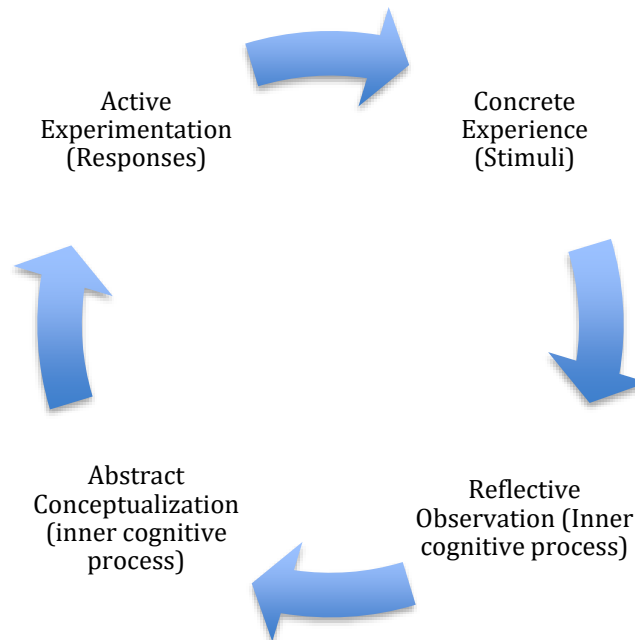 Active
Experimentation
(Responses)
Concrete
Experience
(Stimuli)
Reflective
Observation (Inner
cognitive process)
Abstract
Conceptualization
(inner cognitive
process)